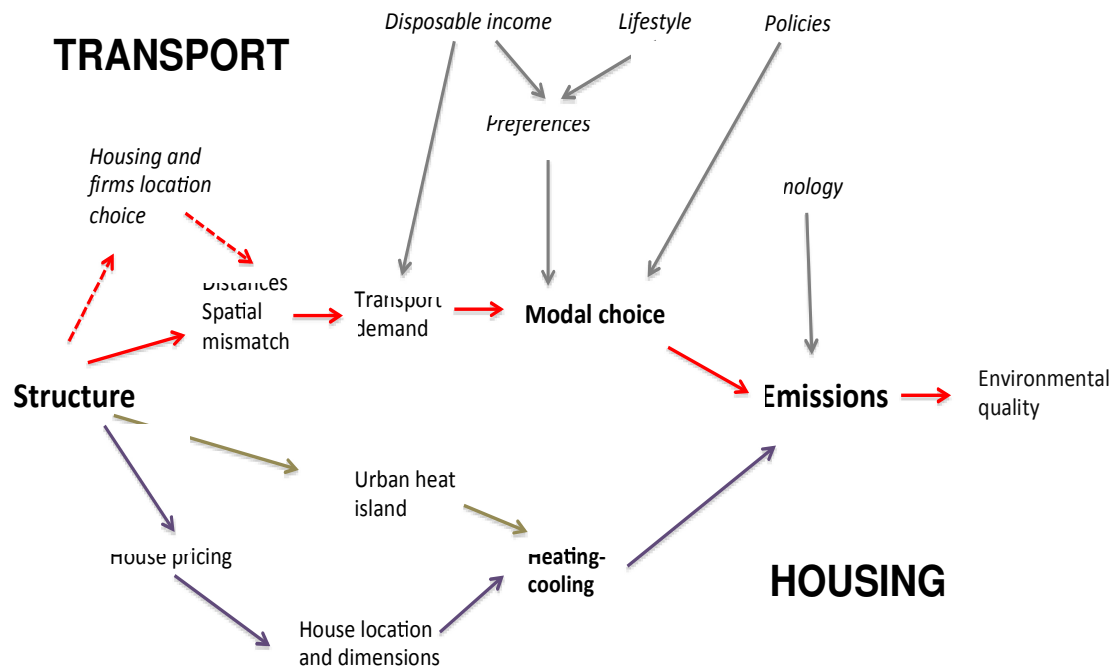 Disposable income
Lifestyle
Policies
TRANSPORT
Preferences
Housing and
firms location
choice
nology
Distances
Spatial
mismatch
Transport
demand
Modal choice
Structure
Emissions
Environmental
quality
Urban heat
island
House pricing
Heating-
cooling
HOUSING
House location
and dimensions